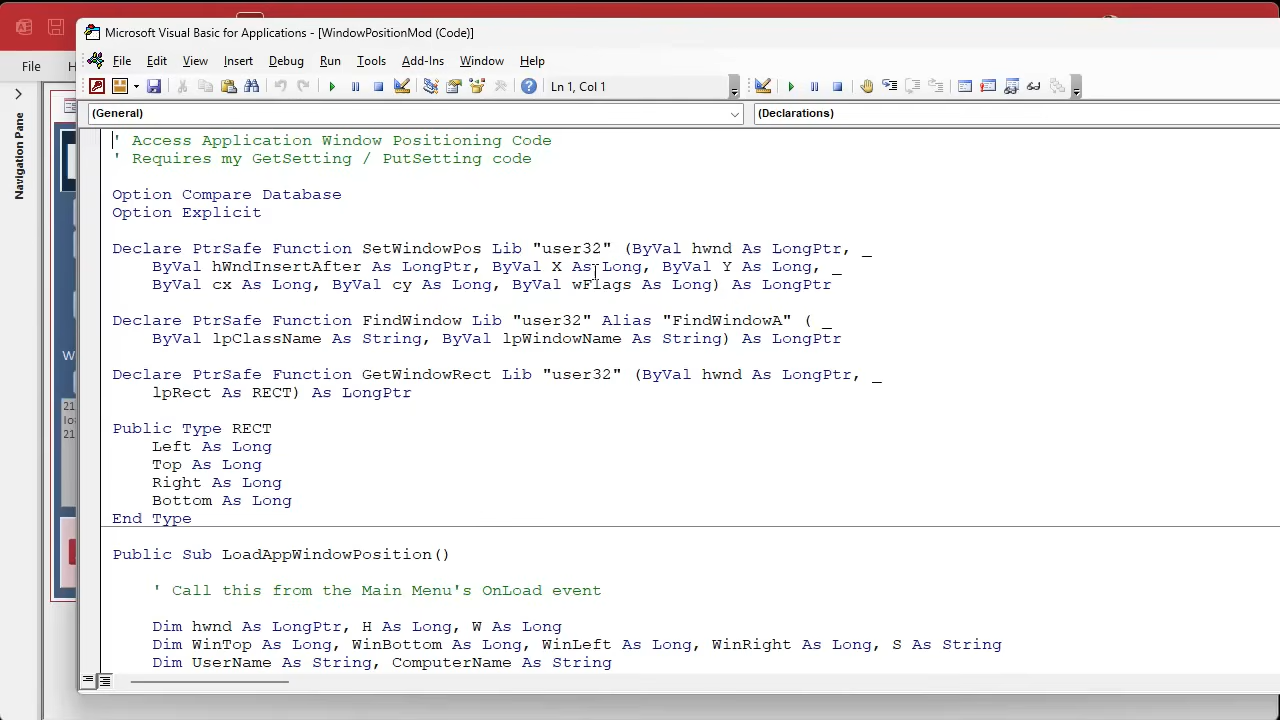 Microsoft Visual Basic for Applications - [WindowPositionMod (Code)]
File
File Edit View Insert Debug Run Tools Add-Ins Window Help
Ln 1, Col 1
(General)
(Declarations)
Navigation Pane
' Access Application Window Positioning Code
' Requires my GetSetting / PutSetting code
Option Compare Database
Option Explicit
Declare PtrSafe Function SetWindowPos Lib "user32" (ByVal hwnd As LongPtr, _
ByVal hWndInsertAfter As LongPtr, ByVal X As Long, ByVal Y As Long, _
ByVal cx As Long, ByVal cy As Long, ByVal wFlags As Long) As LongPtr
Declare PtrSafe Function FindWindow Lib "user32" Alias "FindWindowA" ( _
ByVal lpClassName As String, ByVal lpWindowName As String) As LongPtr
Declare PtrSafe Function GetWindowRect Lib "user32" (ByVal hwnd As LongPtr, _
lpRect As RECT) As LongPtr
Public Type RECT
Left As Long
Top As Long
Right As Long
Bottom As Long
End Type
Public Sub LoadAppWindowPosition()
' Call this from the Main Menu's OnLoad event
Dim hwnd As LongPtr, H As Long, W As Long
Dim WinTop As Long, WinBottom As Long, WinLeft As Long, WinRight As Long, S As String
Dim UserName As String, ComputerName As String